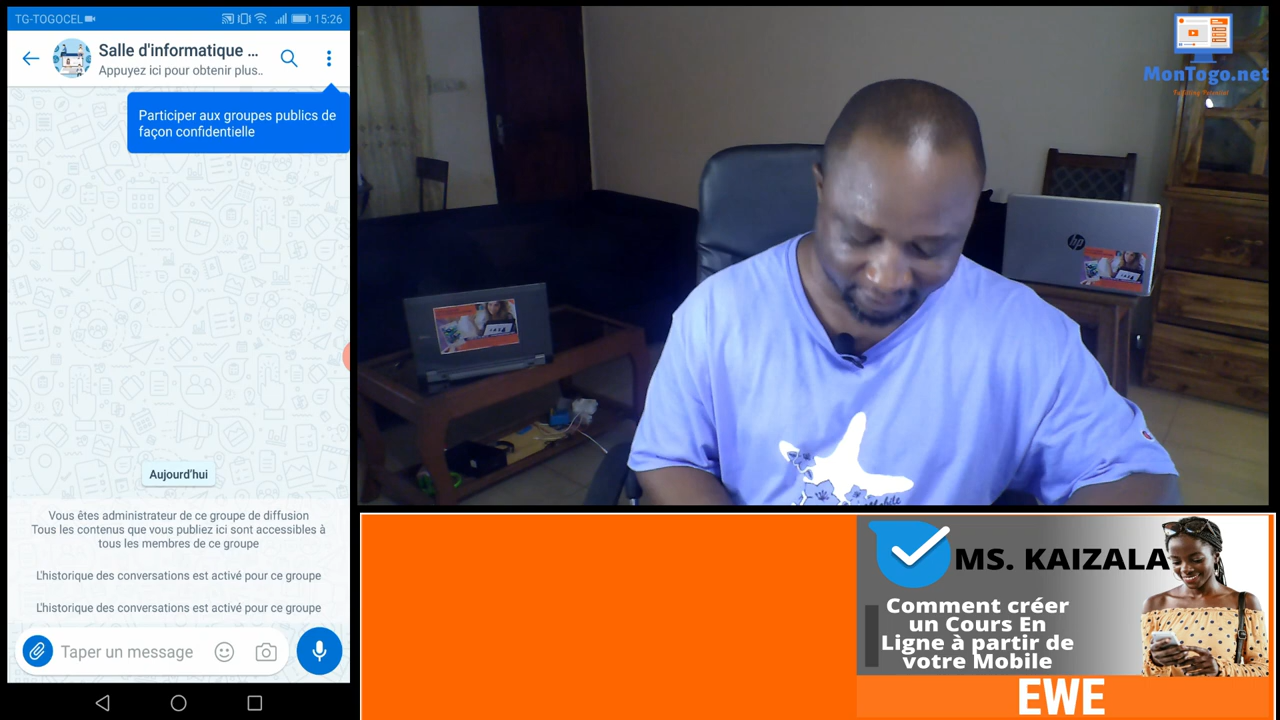 TG-TOGOCEL
15:26
Salle d'informatique ...
Appuyez ici pour obtenir plus..
Participer aux groupes publics de
façon confidentielle
Aujourd'hui
Vous êtes administrateur de ce groupe de diffusion
Tous les contenus que vous publiez ici sont accessibles à
tous les membres de ce groupe
L'historique des conversations est activé pour ce groupe
L'historique des conversations est activé pour ce groupe
Taper un message
MonTogo.net
hp
MS. KAIZALA
Comment créer
un Cours En
Ligne à partir de
votre Mobile
EWE